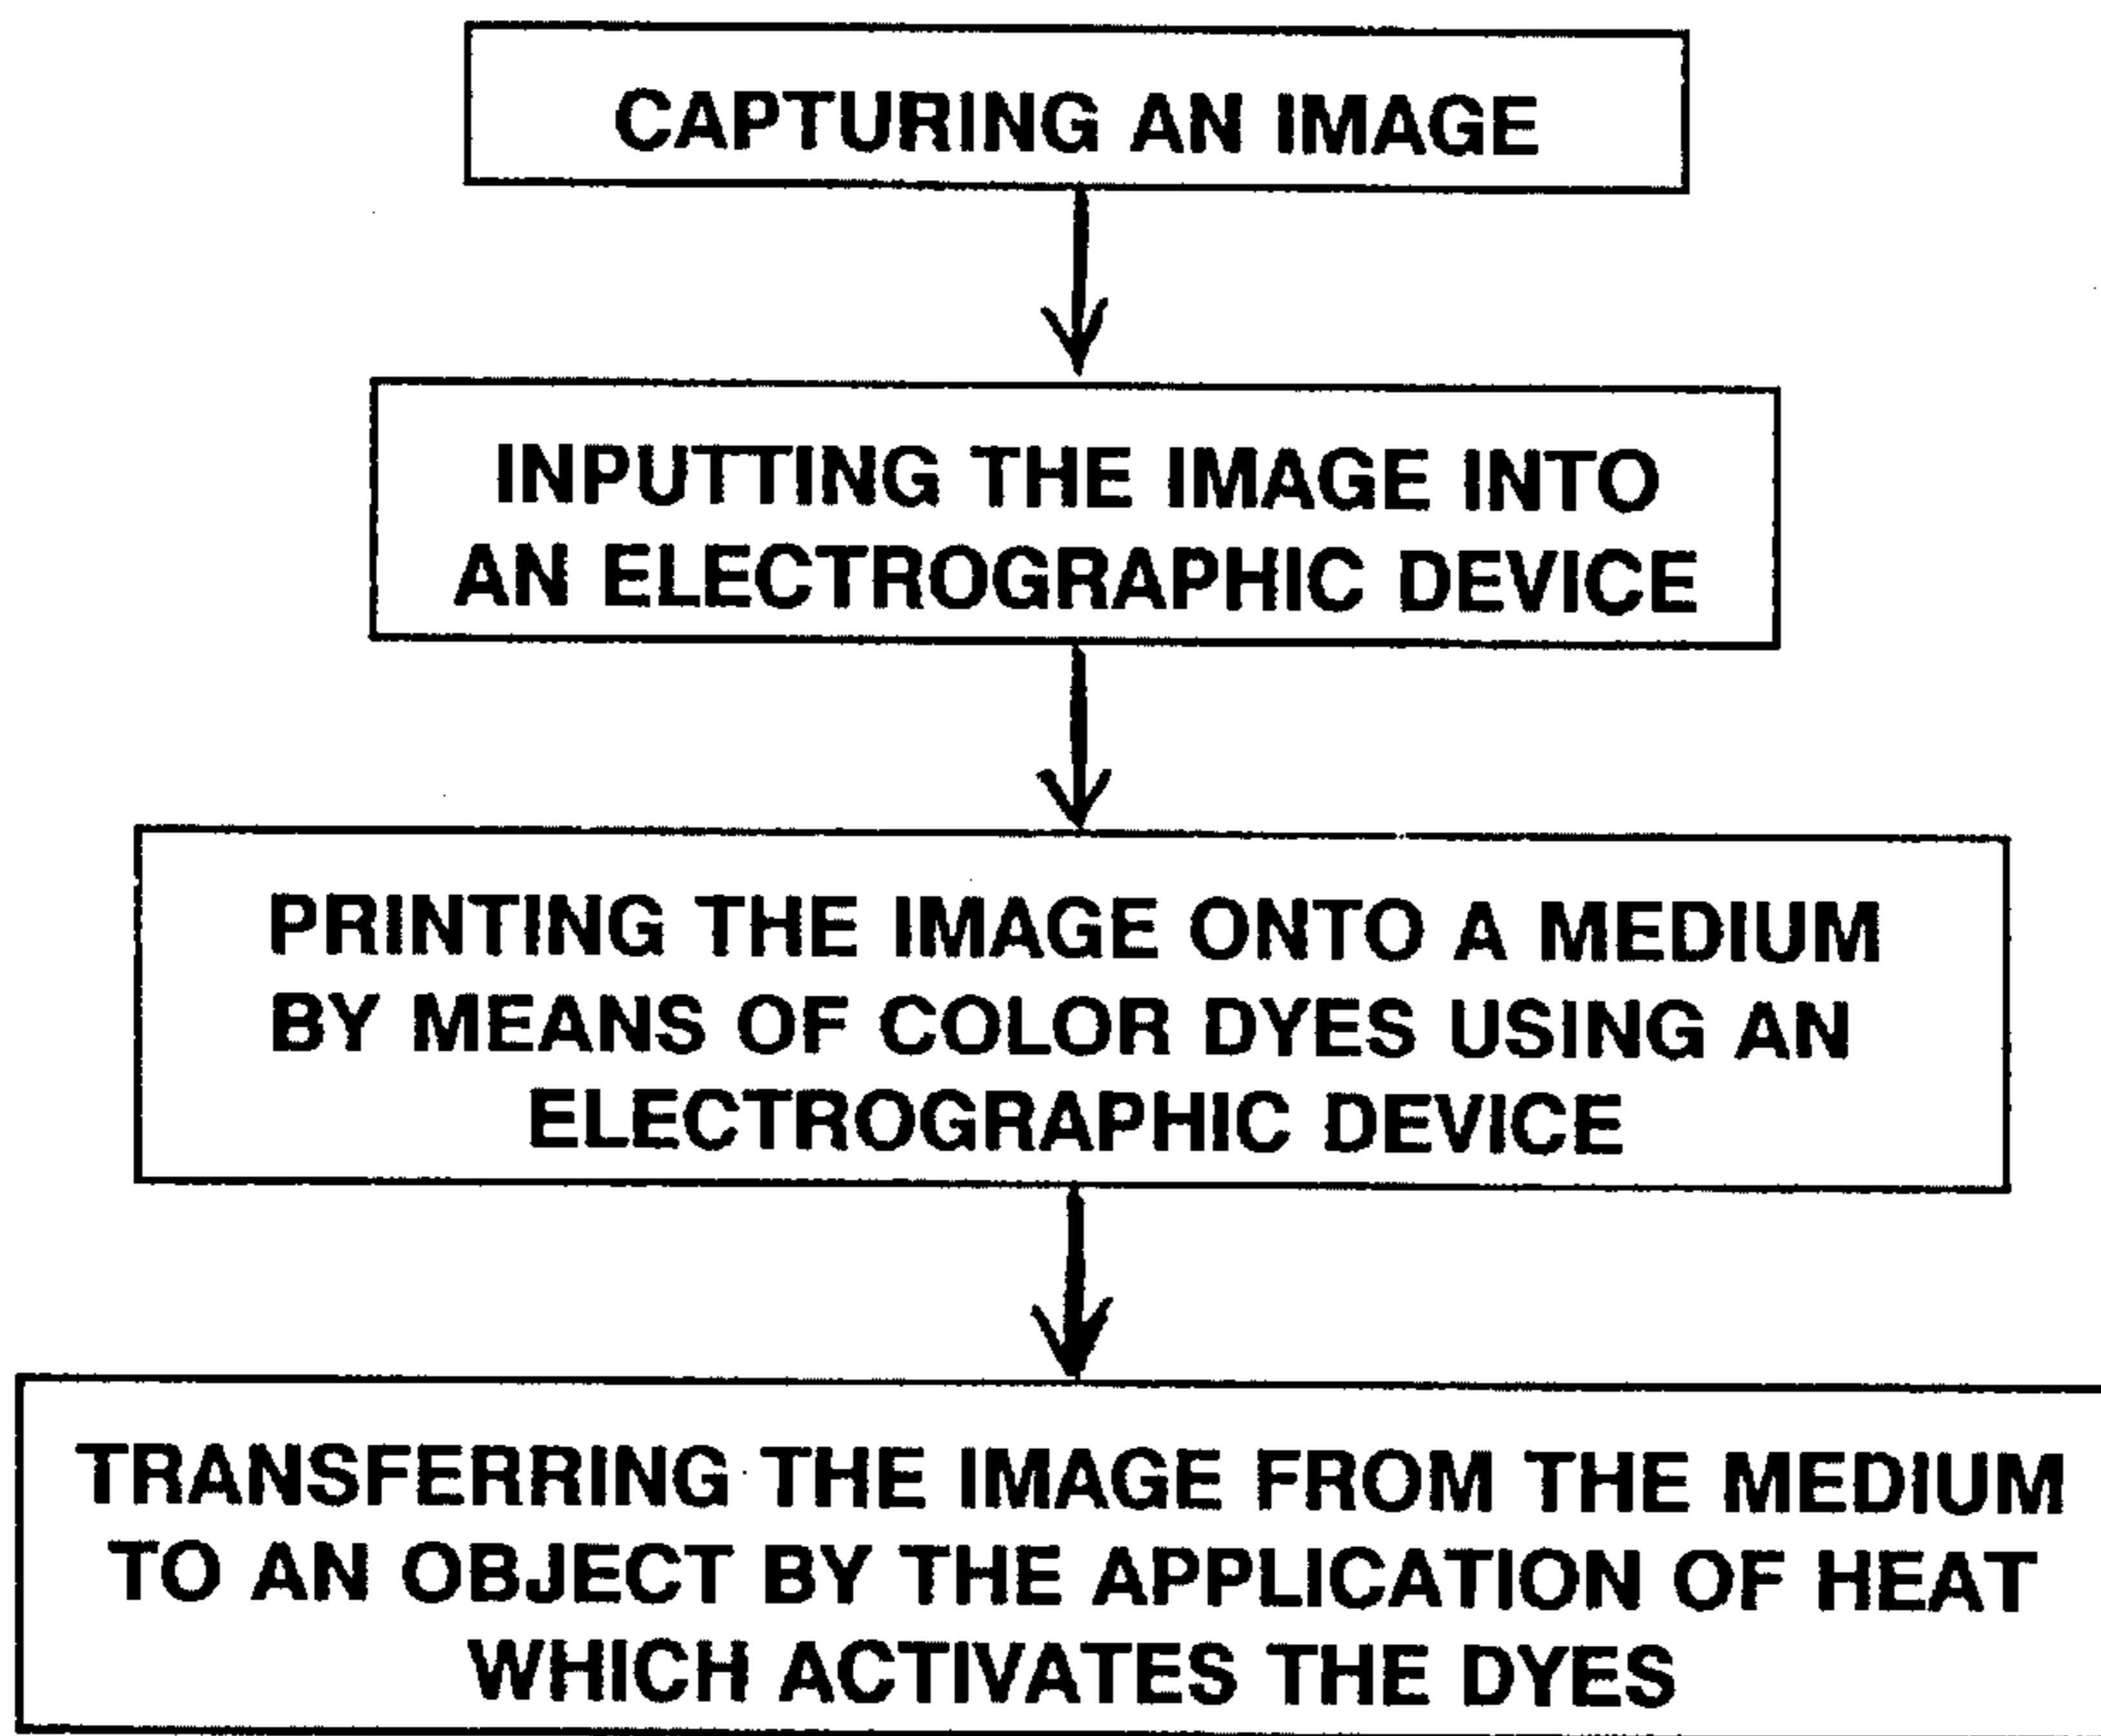 CAPTURING AN IMAGE
INPUTTING THE IMAGE INTO
AN ELECTROGRAPHIC DEVICE
PRINTING THE IMAGE ONTO A MEDIUM
BY MEANS OF COLOR DYES USING AN
ELECTROGRAPHIC DEVICE
TRANSFERRING THE IMAGE FROM THE MEDIUM
TO AN OBJECT BY THE APPLICATION OF HEAT
WHICH ACTIVATES THE DYES